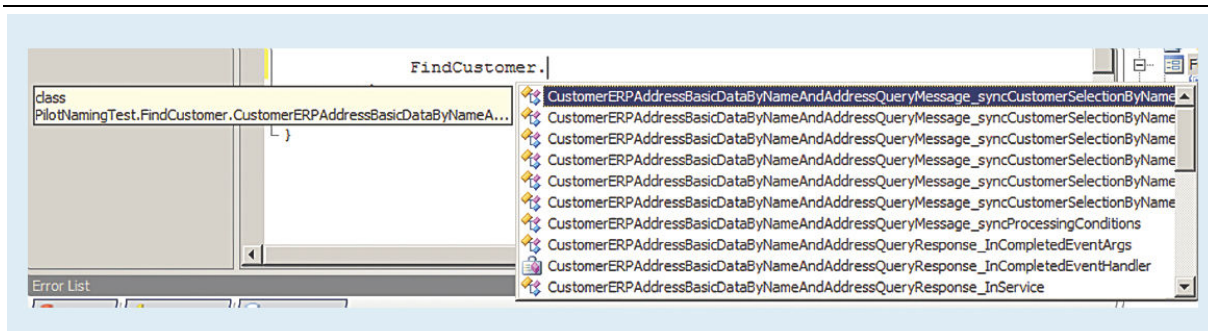 FindCustomer.
F
class
PilotNamingTest.FindCustomer.CustomerERPAddressBasicDataByNameA...
}
CustomerERPAddressBasicDataByNameAndAddressQueryMessage_syncCustomerSelectionByName
CustomerERPAddressBasicDataByNameAndAddressQueryMessage_syncCustomerSelectionByName
CustomerERPAddressBasicDataByNameAndAddressQueryMessage_syncCustomerSelectionByName
CustomerERPAddressBasicDataByNameAndAddressQueryMessage_syncCustomerSelectionByName
CustomerERPAddressBasicDataByNameAndAddressQueryMessage_syncCustomerSelectionByName
CustomerERPAddressBasicDataByNameAndAddressQueryMessage_syncCustomerSelectionByName
CustomerERPAddressBasicDataByNameAndAddressQueryMessage_syncProcessingConditions
CustomerERPAddressBasicDataByNameAndAddressQueryResponse_InCompletedEventArgs
CustomerERPAddressBasicDataByNameAndAddressQueryResponse_InCompletedEventHandler
CustomerERPAddressBasicDataByNameAndAddressQueryResponse_InService
Error List